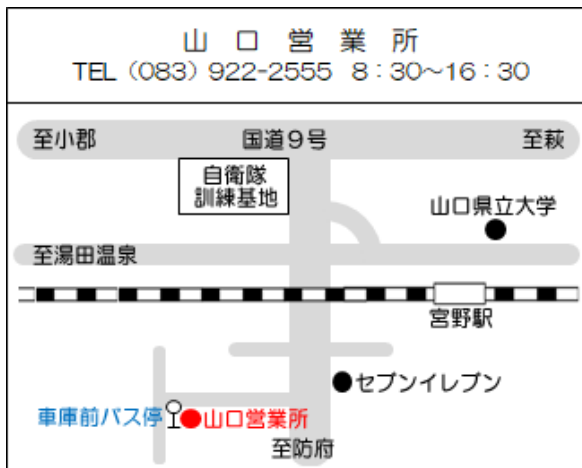 山口営業所
TEL（083）922-2555 8：30～16：30
至小郡 国道9号 至萩
自衛隊
訓練基地
山口県立大学
至湯田温泉
宮野駅
セブンイレブン
車庫前バス停 山口営業所
至防府